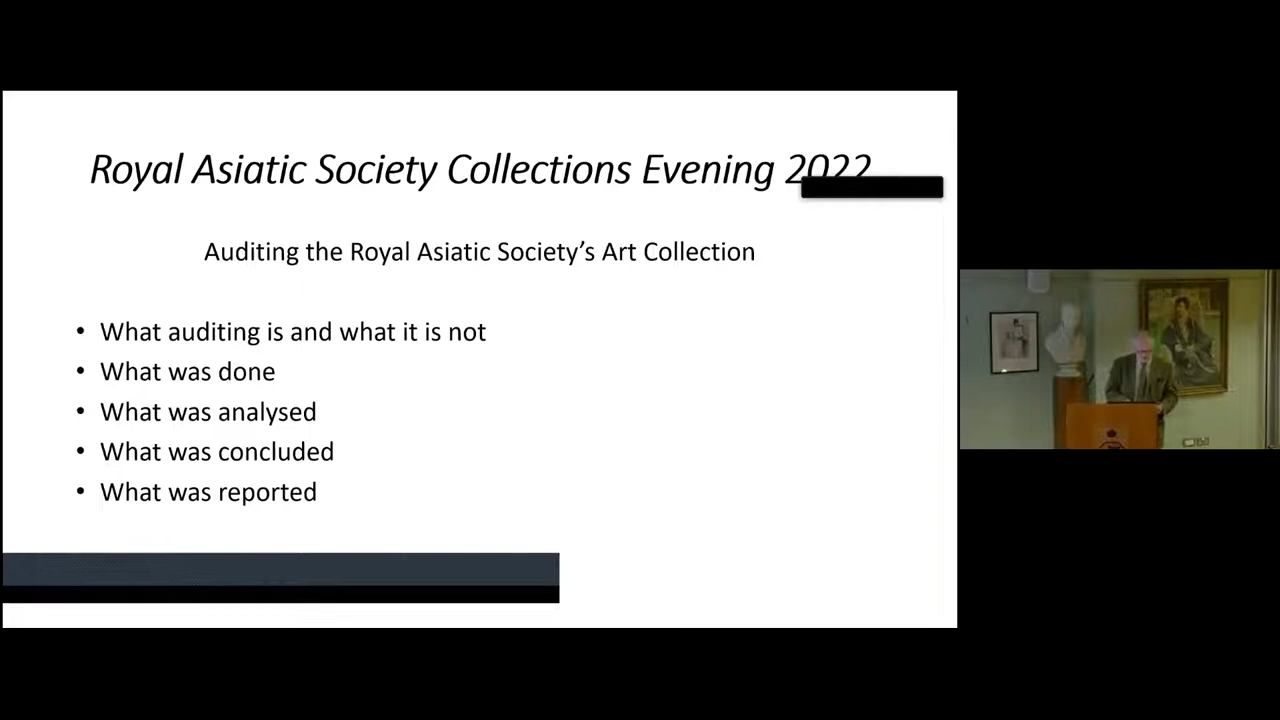 Royal Asiatic Society Collections Evening 2022
Auditing the Royal Asiatic Society’s Art Collection
• What auditing is and what it is not
• What was done
• What was analysed
• What was concluded
• What was reported